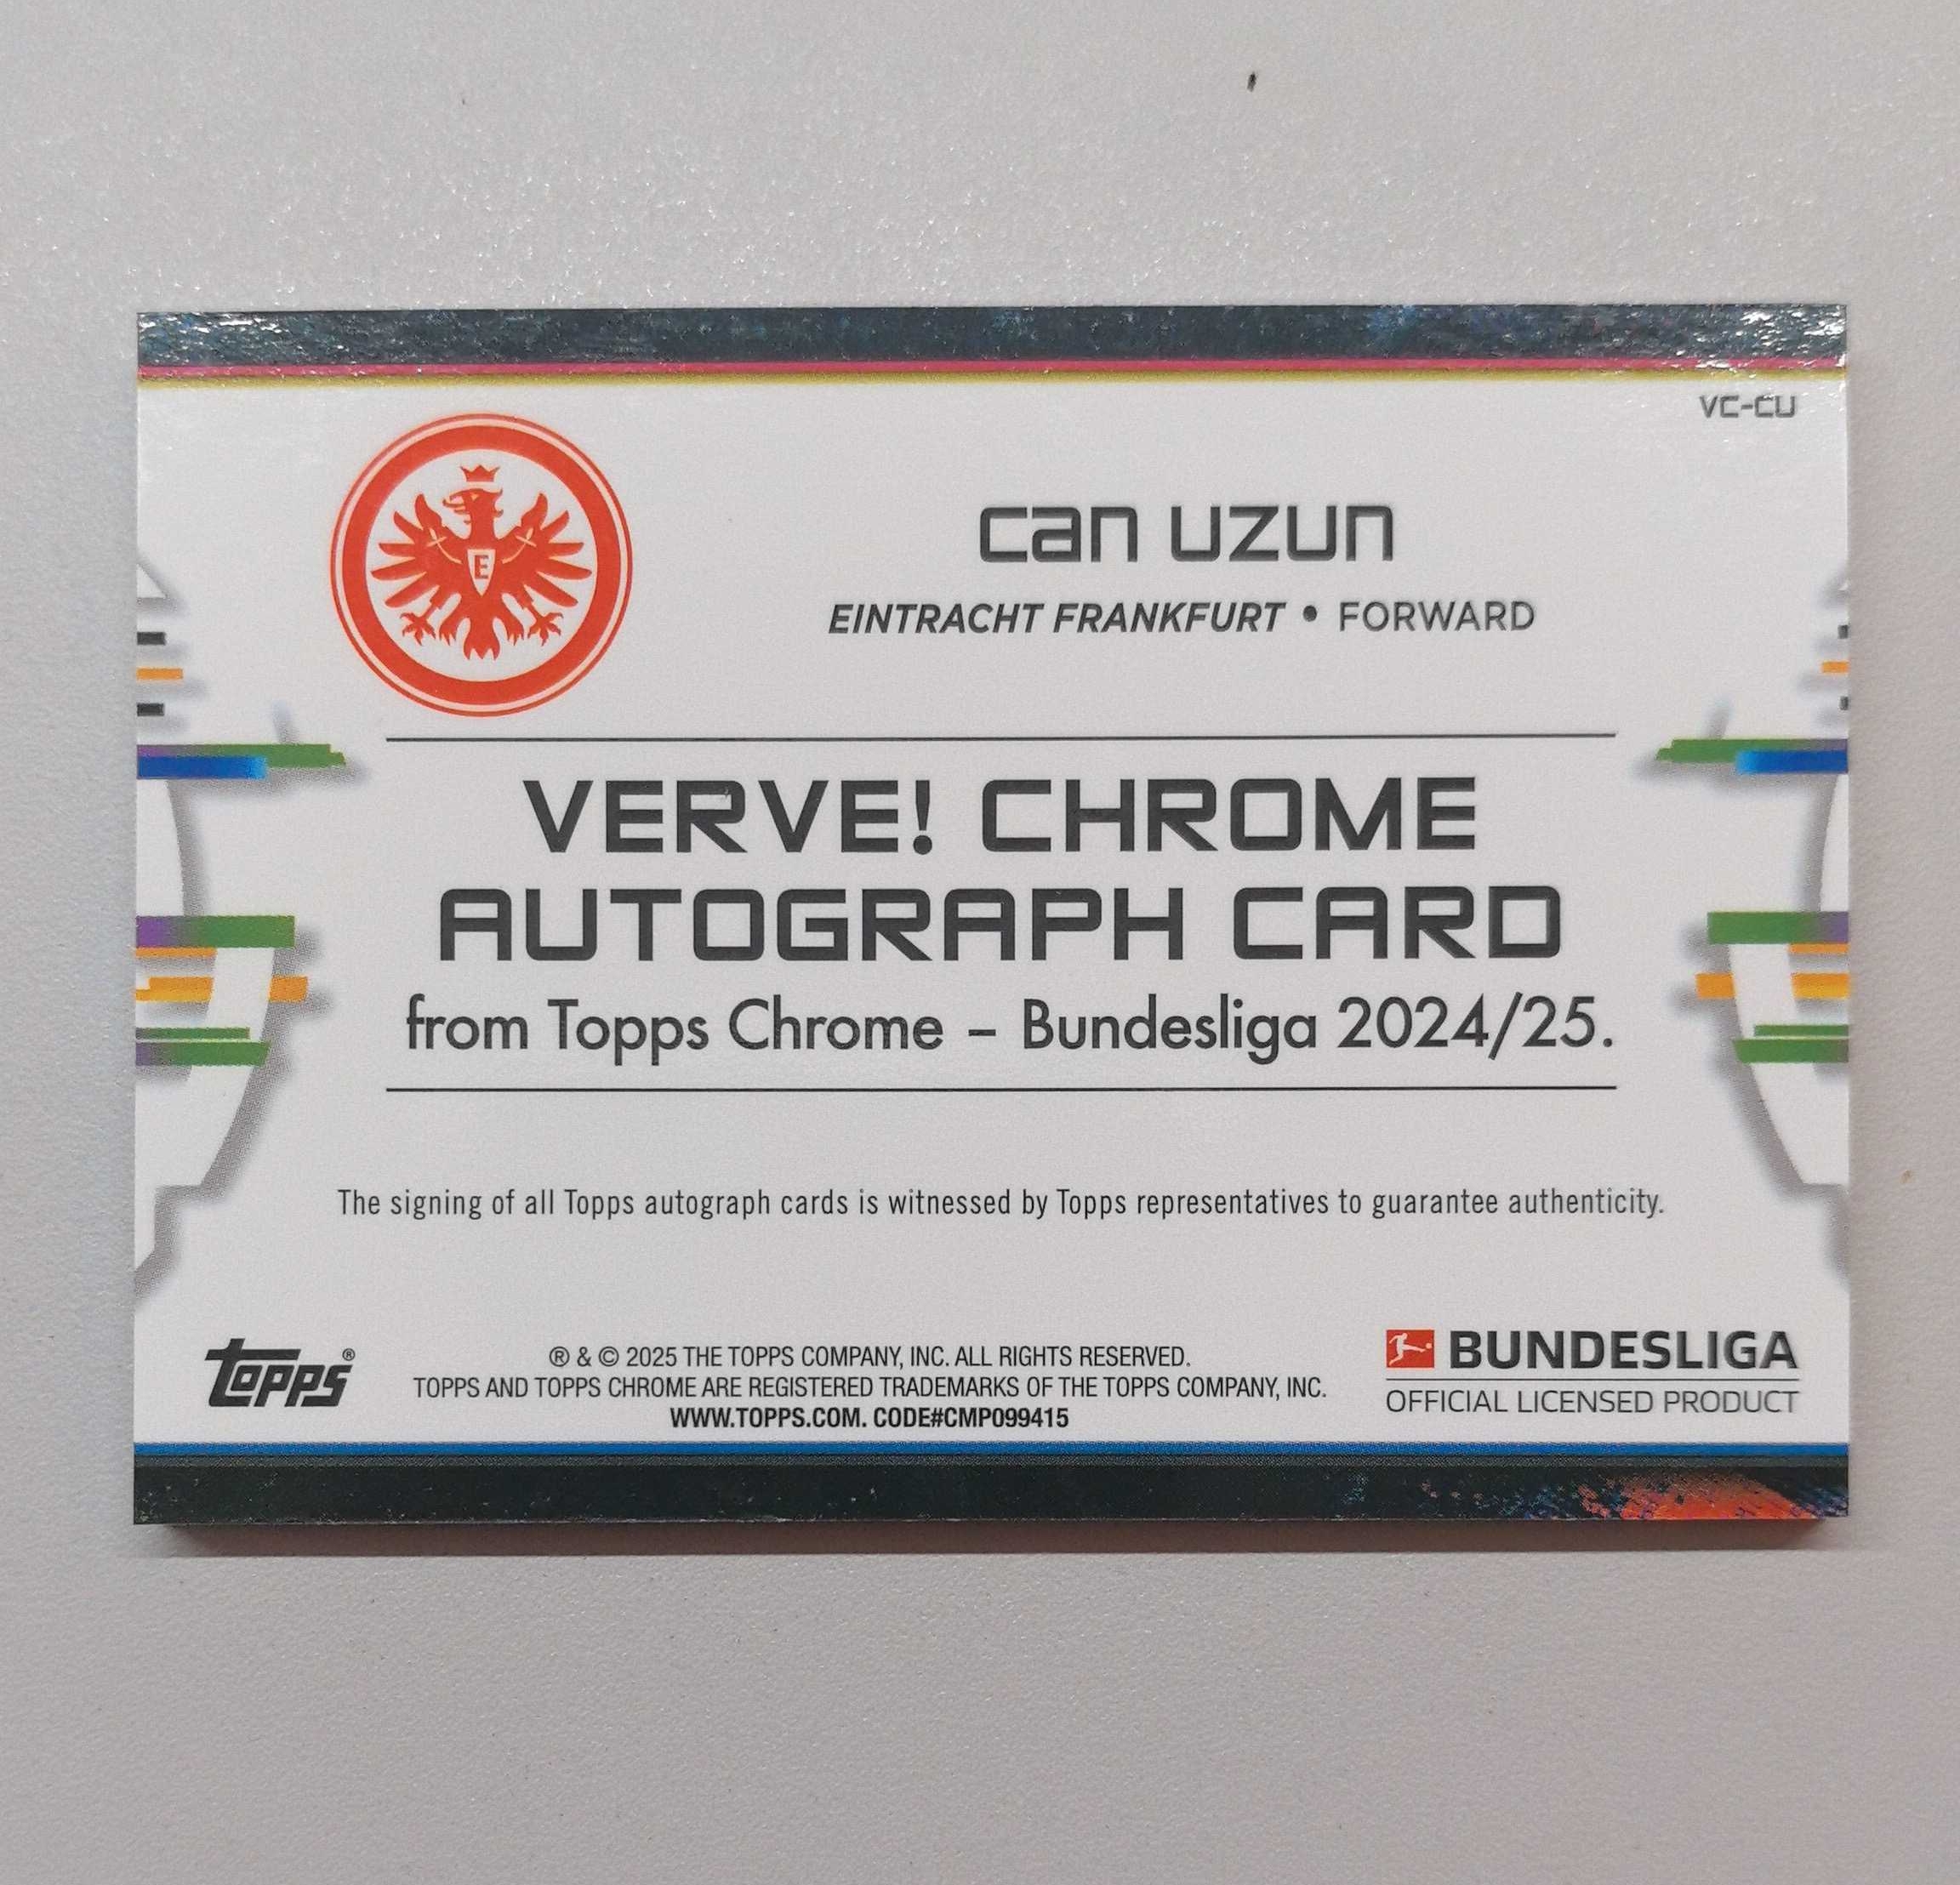 VC-CU
E
can uzun
EINTRACHT FRANKFURT • FORWARD
VERVE! CHROME
AUTOGRAPH CARD
from Topps Chrome – Bundesliga 2024/25.
The signing of all Topps autograph cards is witnessed by Topps representatives to guarantee authenticity.
topps®
® & © 2025 THE TOPPS COMPANY, INC. ALL RIGHTS RESERVED.
TOPPS AND TOPPS CHROME ARE REGISTERED TRADEMARKS OF THE TOPPS COMPANY, INC.
WWW.TOPPS.COM. CODE#CMP099415
BUNDESLIGA
OFFICIAL LICENSED PRODUCT